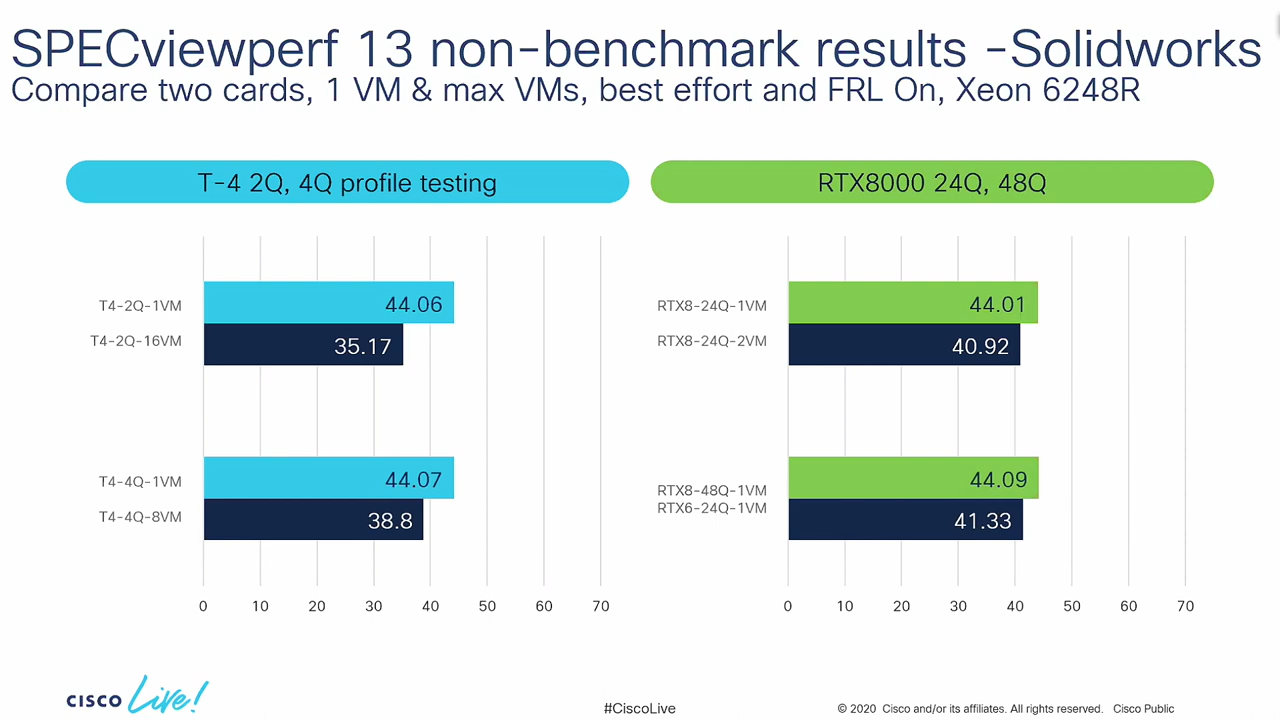 SPECviewperf 13 non-benchmark results -Solidworks
Compare two cards, 1 VM & max VMs, best effort and FRL On, Xeon 6248R
T-4 2Q, 4Q profile testing
T4-2Q-1VM
44.06
T4-2Q-16VM
35.17
T4-4Q-1VM
44.07
T4-4Q-8VM
38.8
0 10 20 30 40 50 60 70
RTX8000 24Q, 48Q
RTX8-24Q-1VM
44.01
RTX8-24Q-2VM
40.92
RTX8-48Q-1VM
44.09
RTX6-24Q-1VM
41.33
0 10 20 30 40 50 60 70
CISCO Live!
#CiscoLive
© 2020 Cisco and/or its affiliates. All rights reserved. Cisco Public